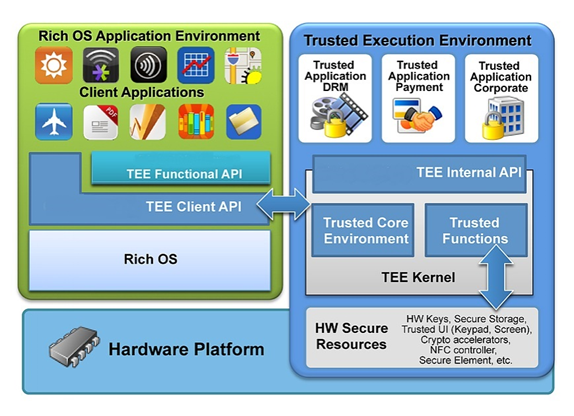 Rich OS Application Environment
PDF
Client Applications
TEE Functional API
TEE Client API
Rich OS
Trusted Execution Environment
Trusted
Application
DRM
Trusted
Application
Payment
Trusted
Application
Corporate
TEE Internal API
Trusted Core
Environment
Trusted
Functions
TEE Kernel
HW Secure
Resources
HW Keys, Secure Storage,
Trusted UI (Keypad, Screen),
Crypto accelerators,
NFC controller,
Secure Element, etc.
Hardware Platform